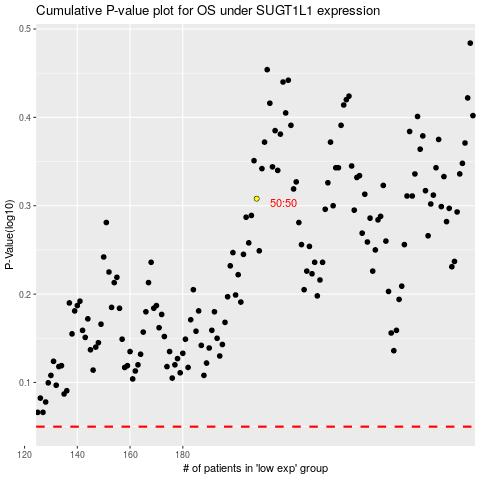 Cumulative P-value plot for OS under SUGT1L1 expression
0.5
0.4
0.3
0.2
0.1
P-Value(log10)
50:50
120 140 160 180
# of patients in 'low exp' group